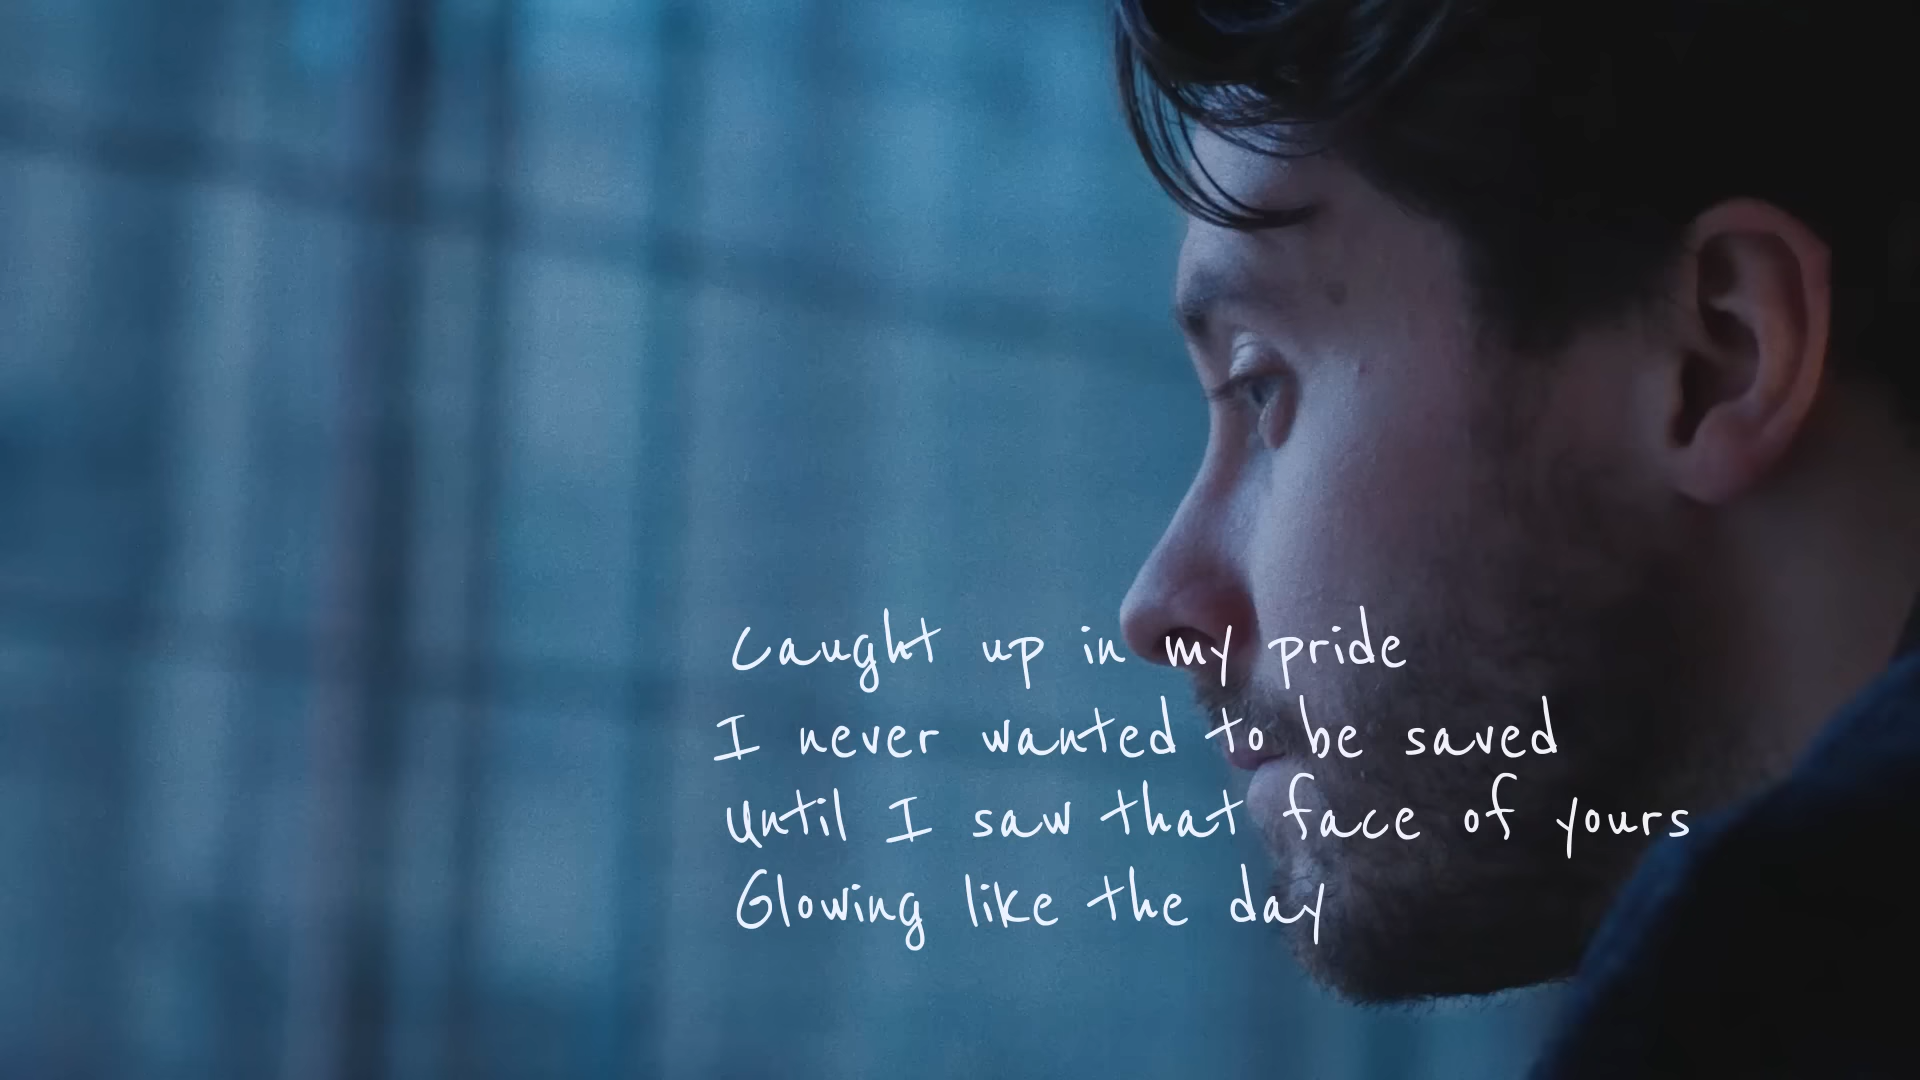 Caught up in my pride
I never wanted to be saved
Until I saw that face of yours
Glowing like the day